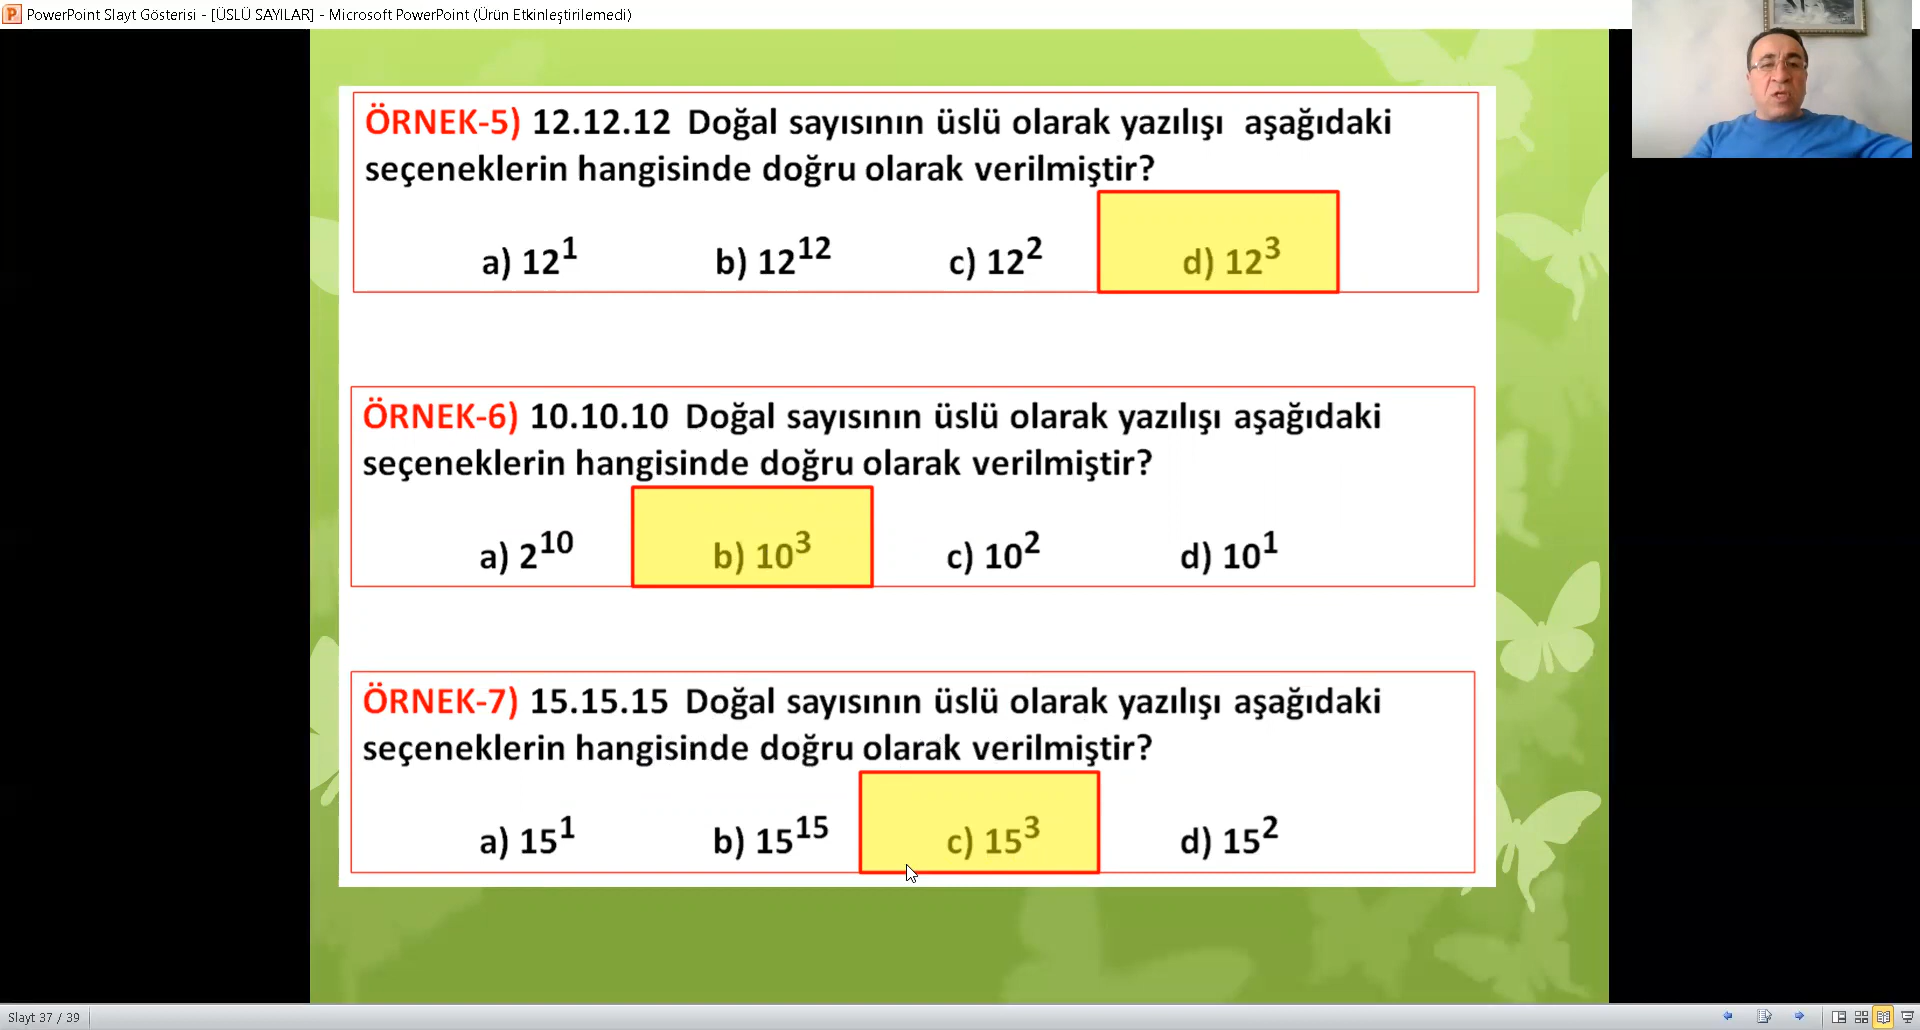 PowerPoint Slayt Gösterisi - [ÜSLÜ SAYILAR] - Microsoft PowerPoint (Ürün Etkinleştirilemedi)
ÖRNEK-5) 12.12.12 Doğal sayısının üslü olarak yazılışı aşağıdaki
seçeneklerin hangisinde doğru olarak verilmiştir?
a) 12¹ b) 12¹² c) 12² d) 12³
ÖRNEK-6) 10.10.10 Doğal sayısının üslü olarak yazılışı aşağıdaki
seçeneklerin hangisinde doğru olarak verilmiştir?
a) 2¹⁰ b) 10³ c) 10² d) 10¹
ÖRNEK-7) 15.15.15 Doğal sayısının üslü olarak yazılışı aşağıdaki
seçeneklerin hangisinde doğru olarak verilmiştir?
a) 15¹ b) 15¹⁵ c) 15³ d) 15²
Slayt 37 / 39